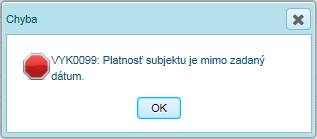 Chyba
VYK0099: Platnosť subjektu je mimo zadaný
dátum.
OK